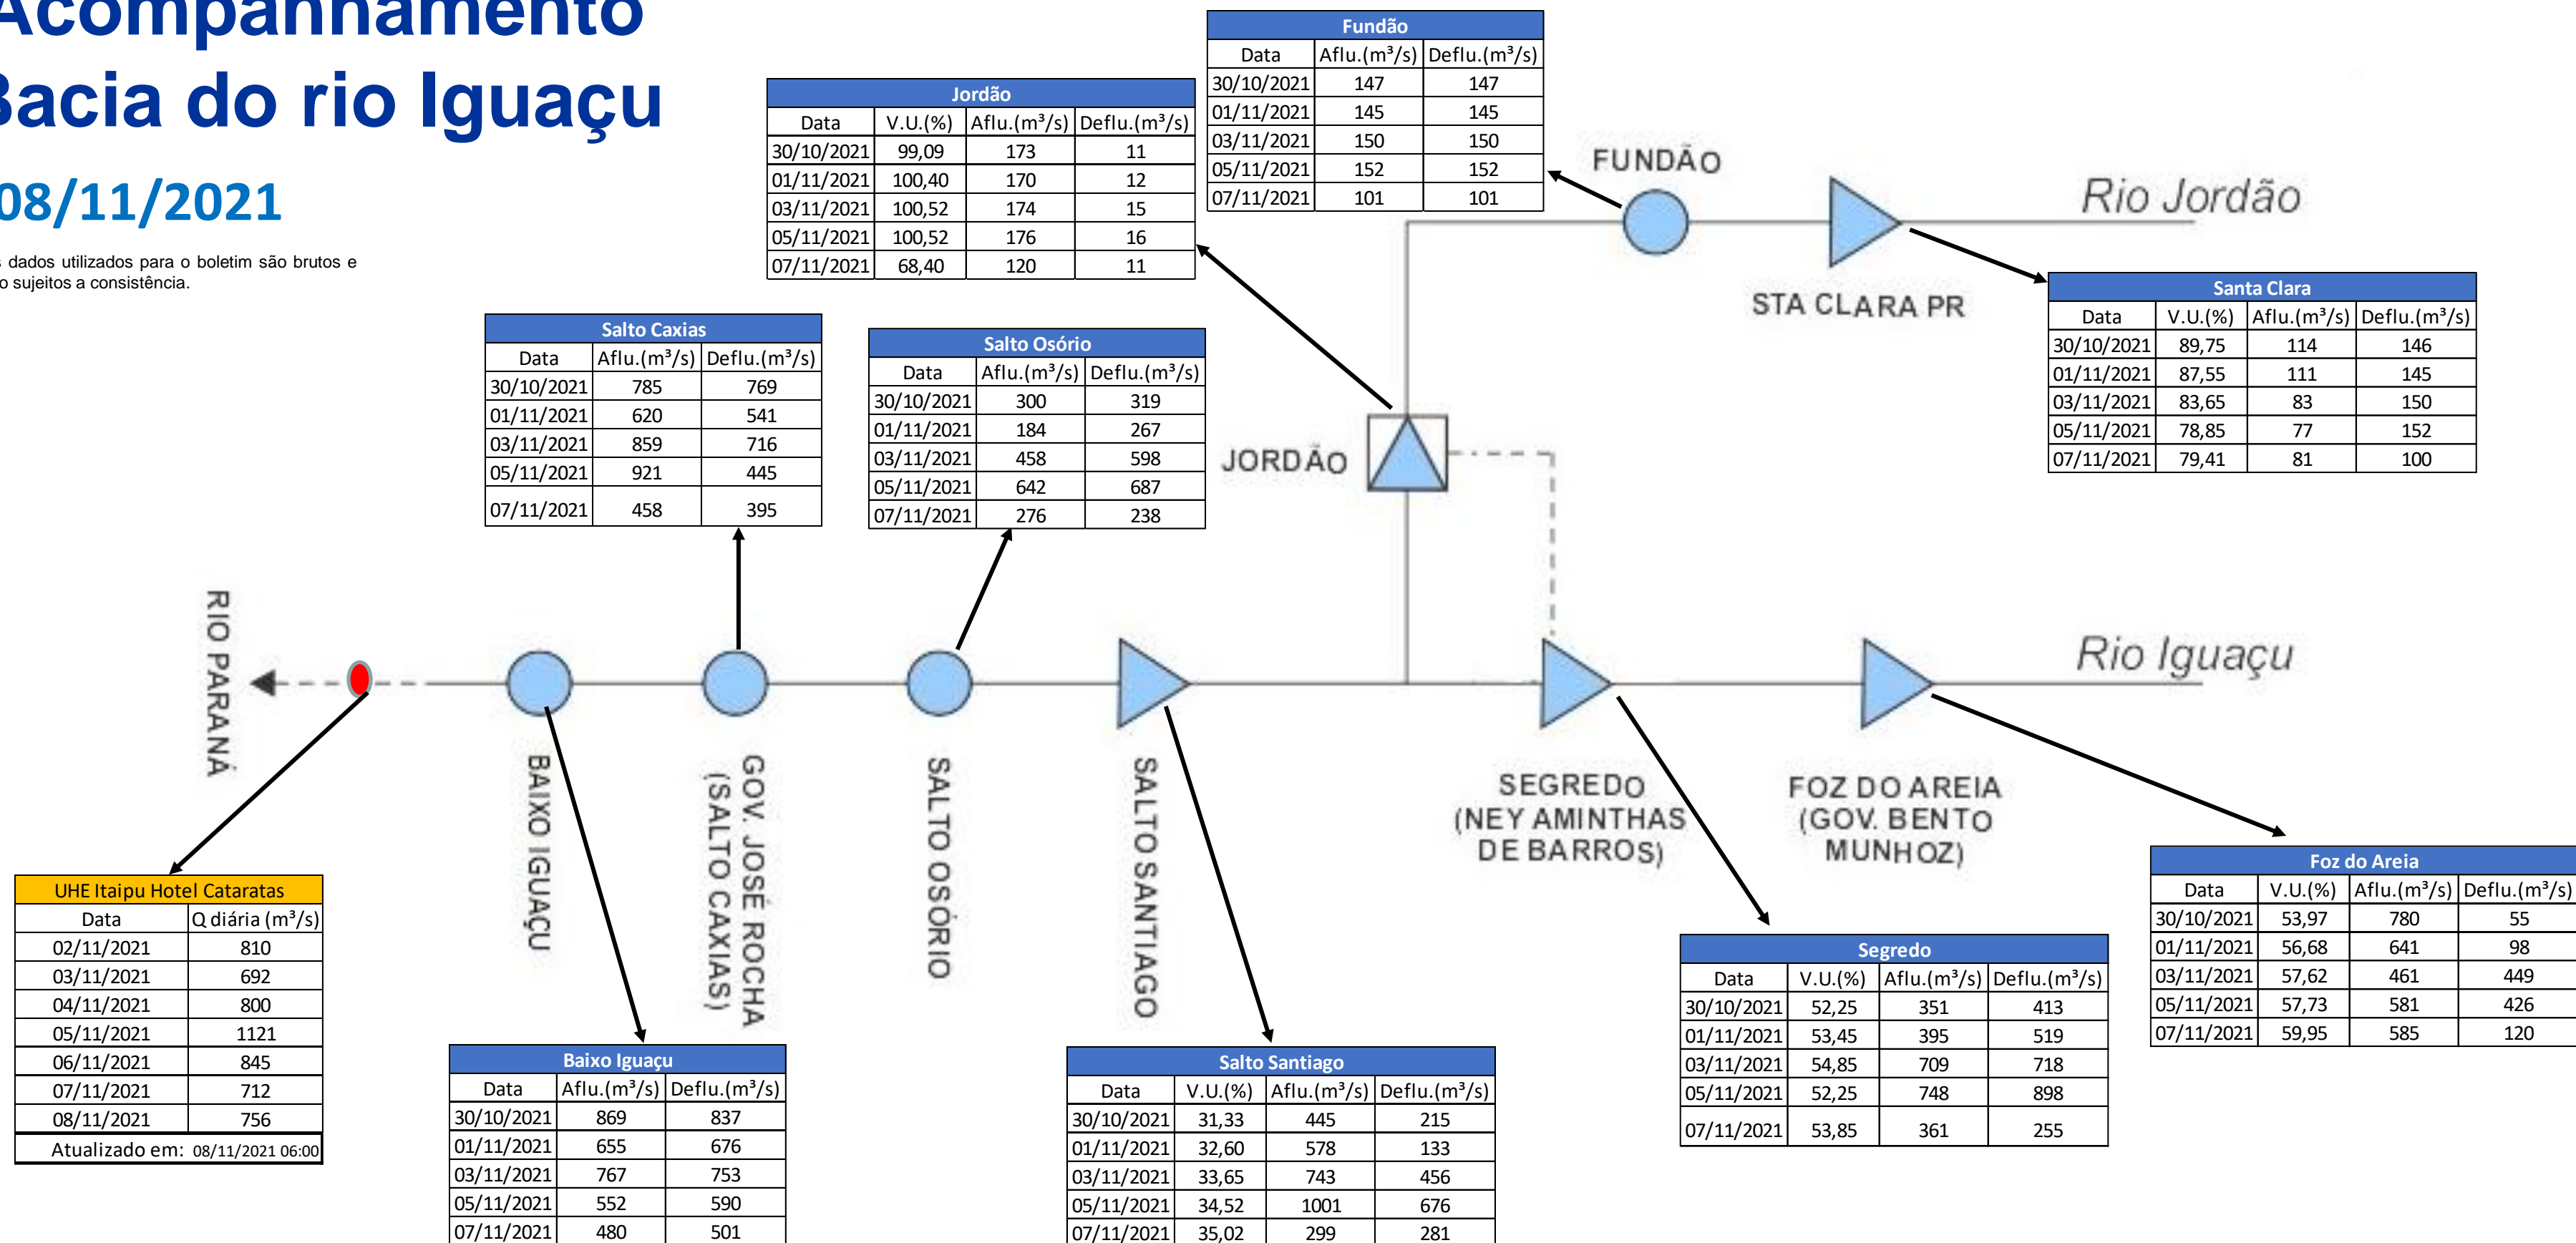 Acompanhamento
Bacia do rio Iguaçu
08/11/2021
dados utilizados para o boletim são brutos e
sujeitos a consistência.
Fundão
Data Aflu.(m³/s) Deflu.(m³/s)
30/10/2021 147 147
01/11/2021 145 145
03/11/2021 150 150
05/11/2021 152 152
07/11/2021 101 101
Jordão
Data V.U.(%) Aflu.(m³/s) Deflu.(m³/s)
30/10/2021 99,09 173 11
01/11/2021 100,40 170 12
03/11/2021 100,52 174 15
05/11/2021 100,52 176 16
07/11/2021 68,40 120 11
FUNDÃO
Rio Jordão
STA CLARA PR
Santa Clara
Data V.U.(%) Aflu.(m³/s) Deflu.(m³/s)
30/10/2021 89,75 114 146
01/11/2021 87,55 111 145
03/11/2021 83,65 83 150
05/11/2021 78,85 77 152
07/11/2021 79,41 81 100
Salto Caxias
Data Aflu.(m³/s) Deflu.(m³/s)
30/10/2021 785 769
01/11/2021 620 541
03/11/2021 859 716
05/11/2021 921 445
07/11/2021 458 395
Salto Osório
Data Aflu.(m³/s) Deflu.(m³/s)
30/10/2021 300 319
01/11/2021 184 267
03/11/2021 458 598
05/11/2021 642 687
07/11/2021 276 238
JORDÃO
RIO PARANÁ
Rio Iguaçu
BAIXO IGUAÇU
GOV. JOSÉ ROCHA
(SALTO CAXIAS)
SALTO OSÓRIO
SALTO SANTIAGO
SEGREDO
(NEY AMINTHAS
DE BARROS)
FOZ DO AREIA
(GOV. BENTO
MUNHOZ)
UHE Itaipu Hotel Cataratas
Data Q diária (m³/s)
02/11/2021 810
03/11/2021 692
04/11/2021 800
05/11/2021 1121
06/11/2021 845
07/11/2021 712
08/11/2021 756
Atualizado em: 08/11/2021 06:00
Baixo Iguaçu
Data Aflu.(m³/s) Deflu.(m³/s)
30/10/2021 869 837
01/11/2021 655 676
03/11/2021 767 753
05/11/2021 552 590
07/11/2021 480 501
Salto Santiago
Data V.U.(%) Aflu.(m³/s) Deflu.(m³/s)
30/10/2021 31,33 445 215
01/11/2021 32,60 578 133
03/11/2021 33,65 743 456
05/11/2021 34,52 1001 676
07/11/2021 35,02 299 281
Segredo
Data V.U.(%) Aflu.(m³/s) Deflu.(m³/s)
30/10/2021 52,25 351 413
01/11/2021 53,45 395 519
03/11/2021 54,85 709 718
05/11/2021 52,25 748 898
07/11/2021 53,85 361 255
Foz do Areia
Data V.U.(%) Aflu.(m³/s) Deflu.(m³/s)
30/10/2021 53,97 780 55
01/11/2021 56,68 641 98
03/11/2021 57,62 461 449
05/11/2021 57,73 581 426
07/11/2021 59,95 585 120